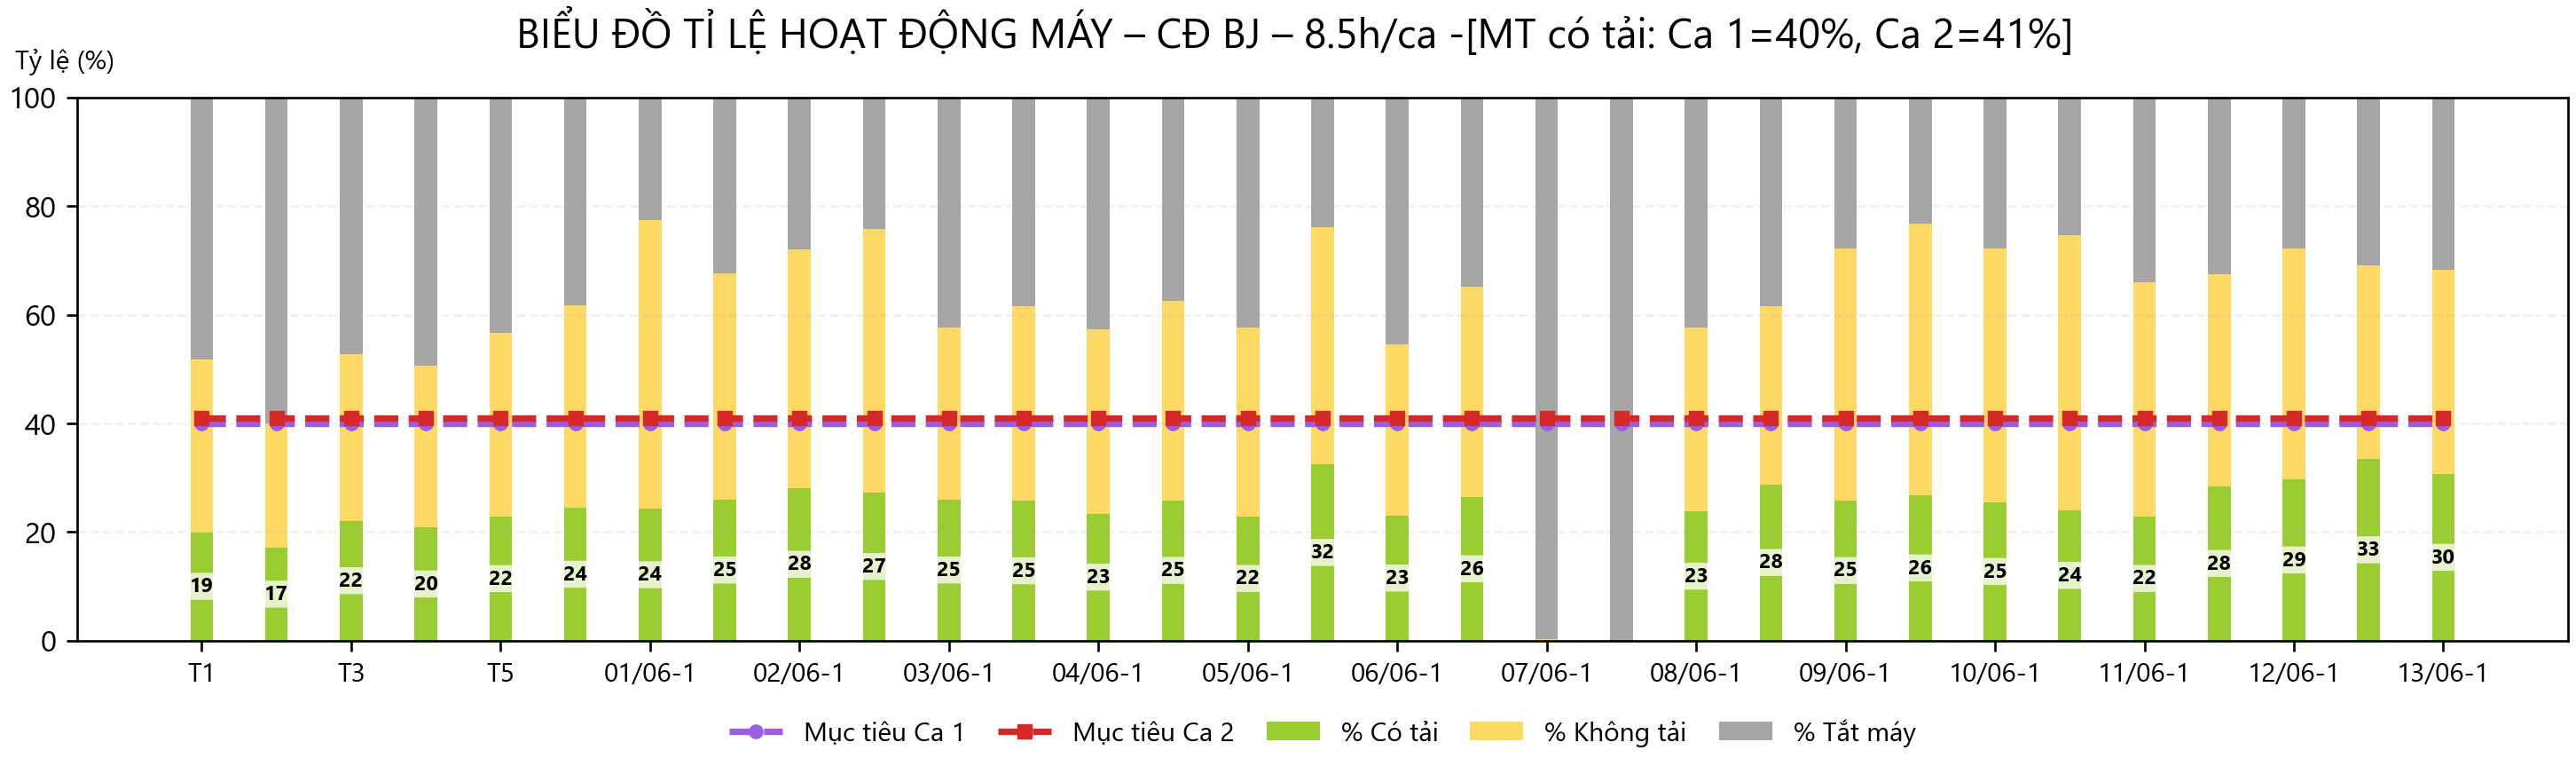 BIỂU ĐỒ TỈ LỆ HOẠT ĐỘNG MÁY – CĐ BJ – 8.5h/ca -[MT có tải: Ca 1=40%, Ca 2=41%]
Tỷ lệ (%)
100
80
60
40
20
0
19 17 22 20 22 24 24 25 28 27 25 25 23 25 22 32 23 26 23 28 25 26 25 24 22 28 29 33 30
T1 T3 T5 01/06-1 02/06-1 03/06-1 04/06-1 05/06-1 06/06-1 07/06-1 08/06-1 09/06-1 10/06-1 11/06-1 12/06-1 13/06-1
Mục tiêu Ca 1 Mục tiêu Ca 2 % Có tải % Không tải % Tắt máy